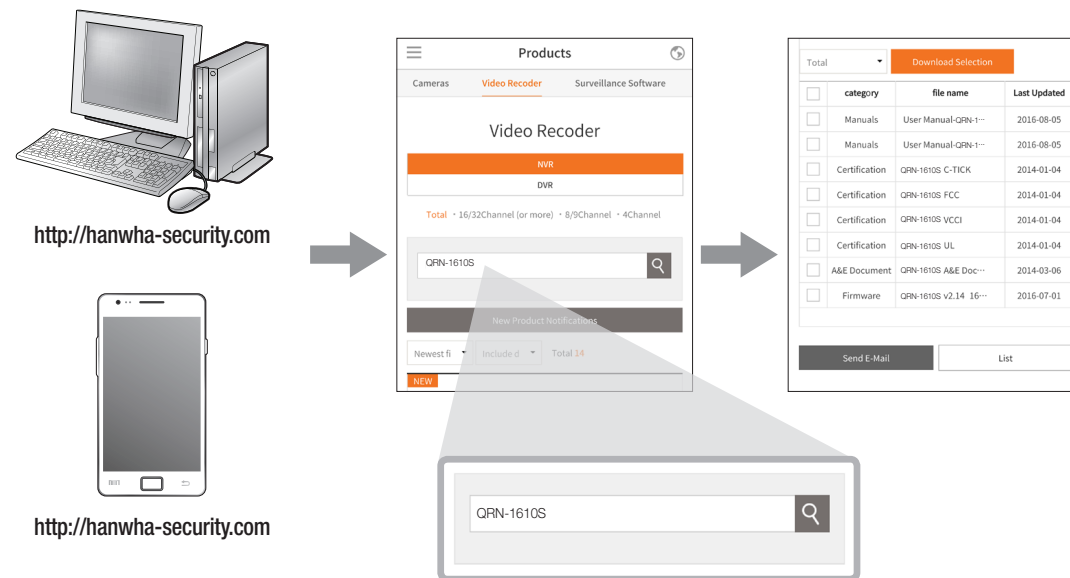 http://hanwha-security.com
http://hanwha-security.com
Products
Cameras Video Recoder Surveillance Software
Video Recoder
NVR
DVR
Total • 16/32Channel (or more) • 8/9Channel • 4Channel
QRN-1610S
New Product Notifications
Newest fi Include d Total 14
NEW
QRN-1610S
Total Download Selection
category file name Last Updated
Manuals User Manual-QRN-1··· 2016-08-05
Manuals User Manual-QRN-1··· 2016-08-05
Certification QRN-1610S C-TICK 2014-01-04
Certification QRN-1610S FCC 2014-01-04
Certification QRN-1610S VCCI 2014-01-04
Certification QRN-1610S UL 2014-01-04
A&E Document QRN-1610S A&E Doc··· 2014-03-06
Firmware QRN-1610S v2.14 16··· 2016-07-01
Send E-Mail List